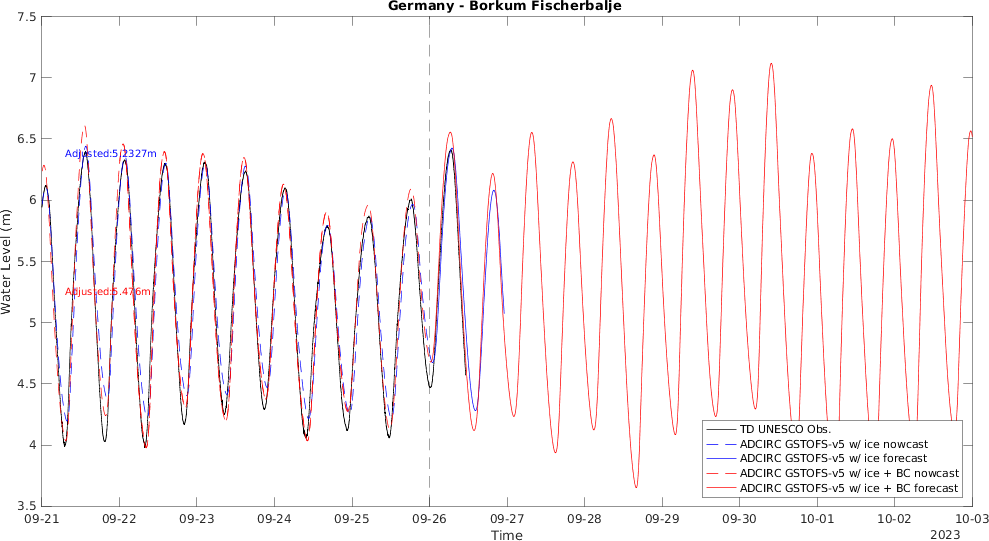 Germany - Borkum Fischerbalje
7.5
7
6.5
6
5.5
5
4.5
4
3.5
Water Level (m)
Adjusted:5.2327m
Adjusted:5.476m
TD UNESCO Obs.
ADCIRC GSTOFS-v5 w/ ice nowcast
ADCIRC GSTOFS-v5 w/ ice forecast
ADCIRC GSTOFS-v5 w/ ice + BC nowcast
ADCIRC GSTOFS-v5 w/ ice + BC forecast
09-21 09-22 09-23 09-24 09-25 09-26 09-27 09-28 09-29 09-30 10-01 10-02 10-03
Time
2023